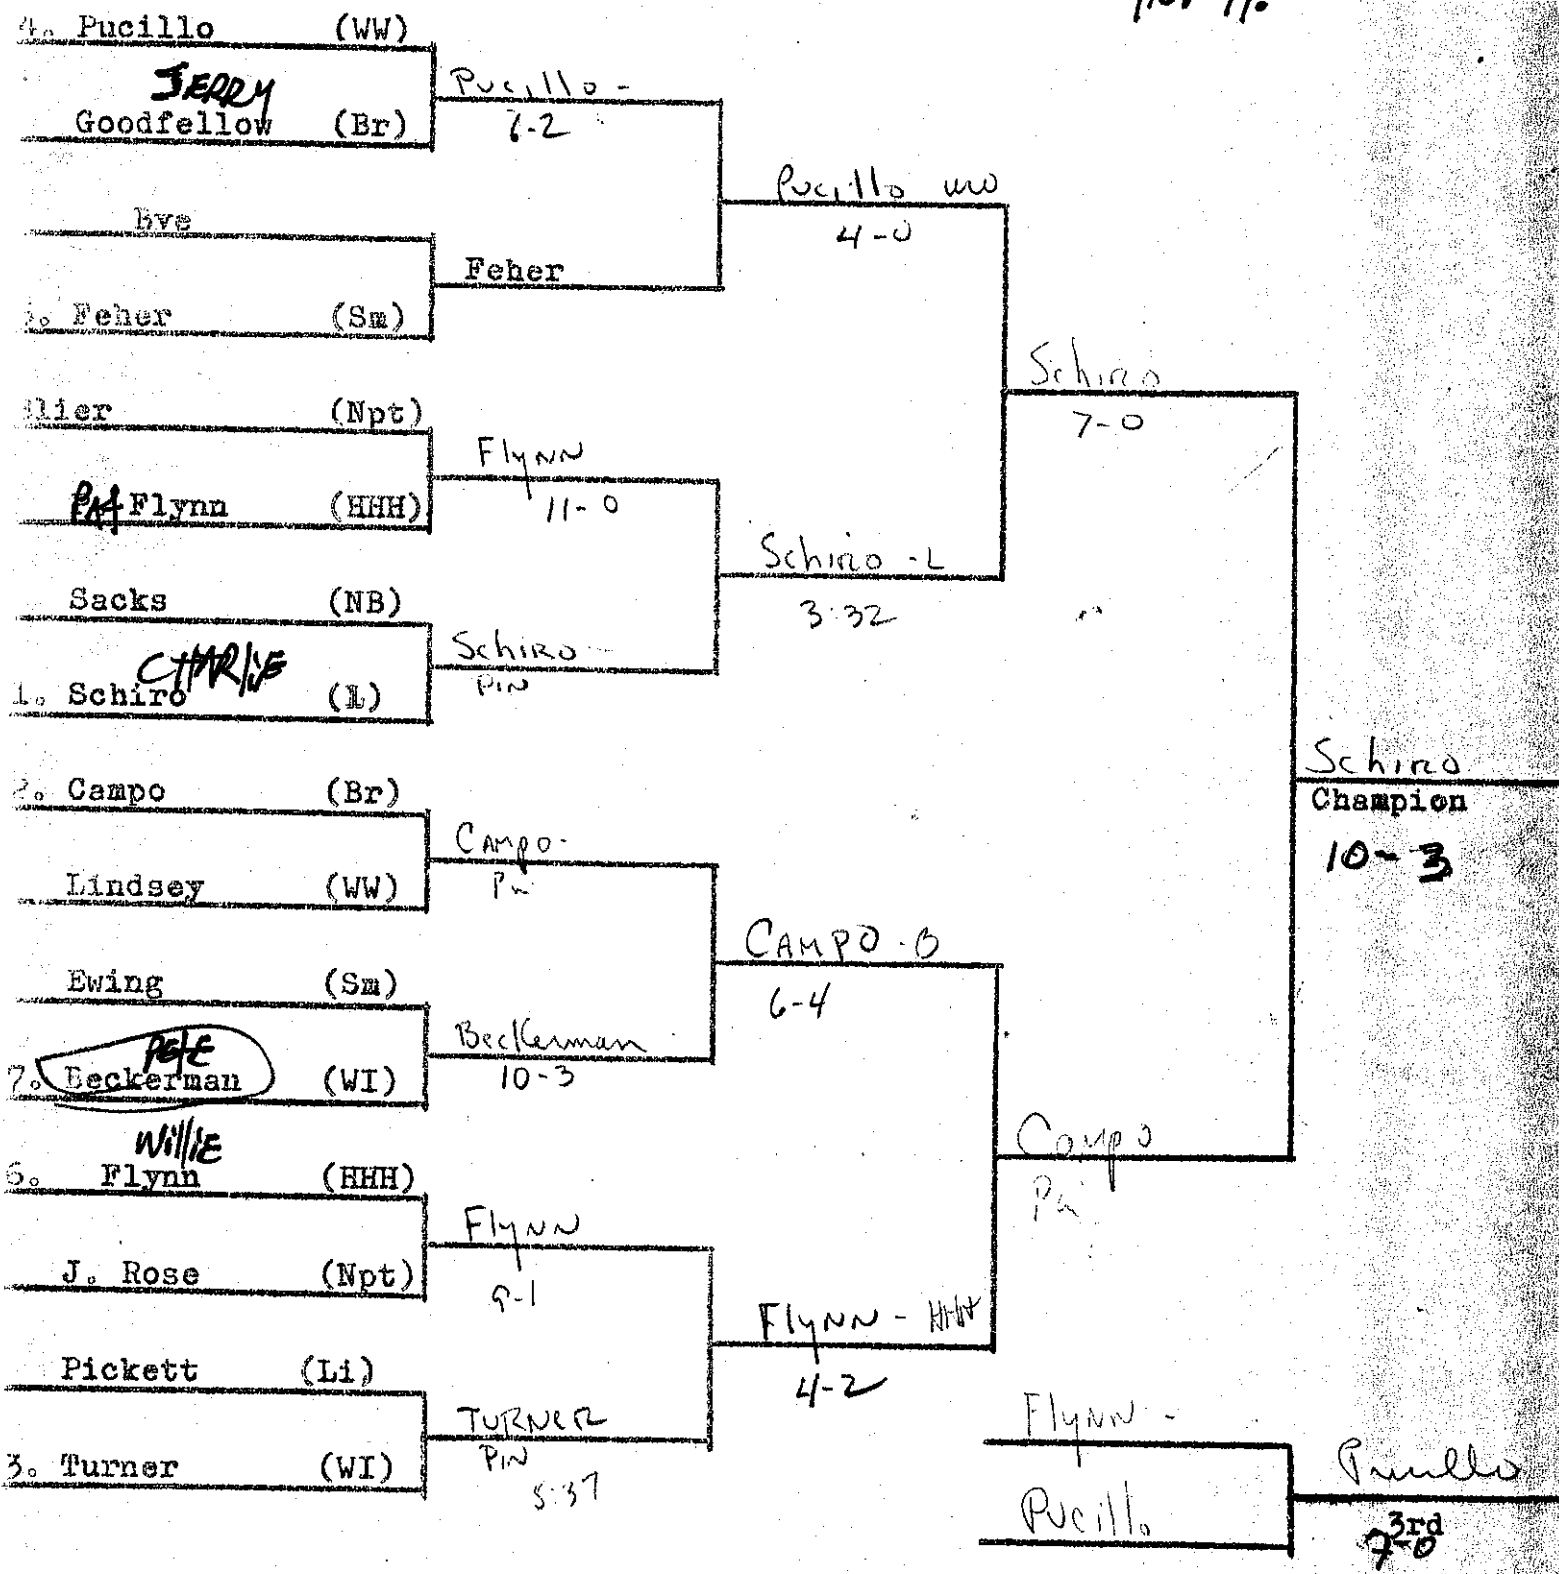 4. Pucillo (WW)
JERRY
Goodfellow (Br)
Bye
5. Feher (Sm)
(Npt)
PAT Flynn (HHH)
Sacks (NB)
CHARLIE
1. Schiro (L)
2. Campo (Br)
Lindsey (WW)
Ewing (Sm)
PETE
7. Beckerman (WI)
WilliE
6. Flynn (HHH)
J. Rose (Npt)
Pickett (Li)
3. Turner (WI)
Pucillo -
6-2
Feher
Flynn
11-0
Schiro -
Pin
Campo -
Pin
Beckerman
10-3
Flynn
9-1
TURNER
PIN
5:37
Pucillo WW
4-0
Schiro - L
3:32
CAMPO - B
6-4
Flynn - HHH
4-2
Schiro
7-0
Campo
Pin
Schiro
Champion
10-3
Flynn -
Pucillo
Pucillo
3rd
7-0